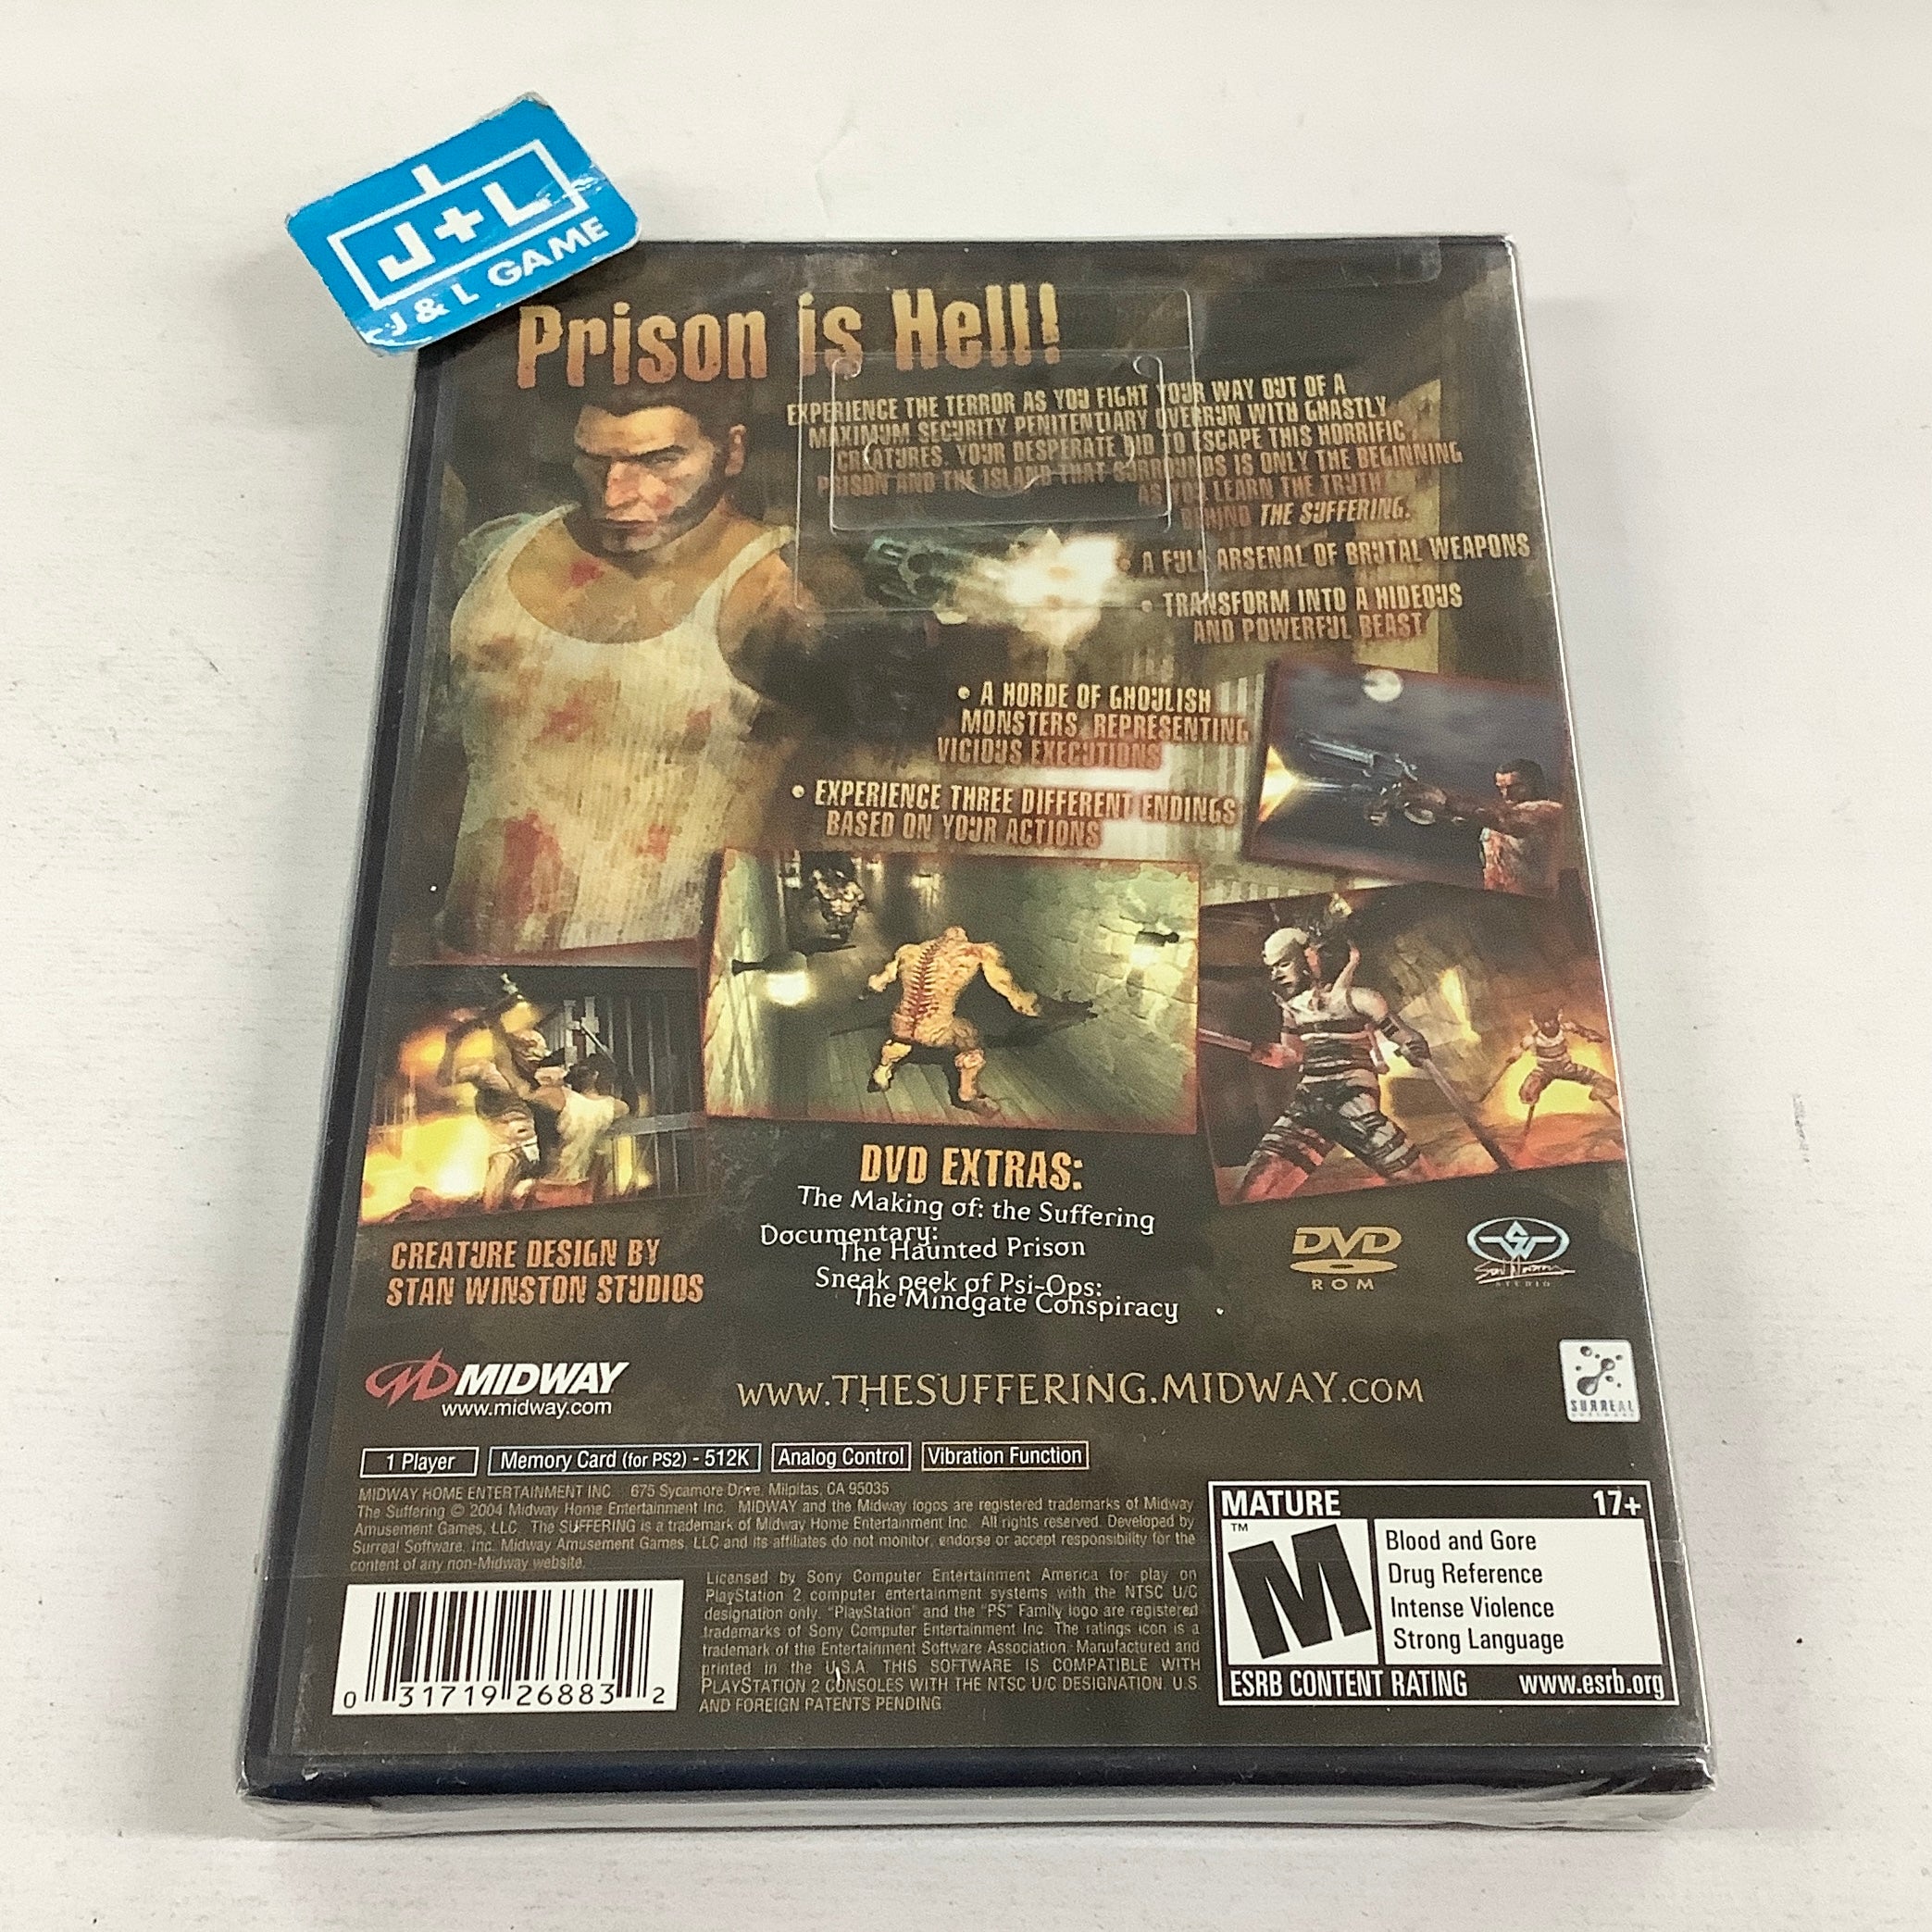 J+L
J & L GAME
Prison is Hell!
EXPERIENCE THE TERROR AS YOU FIGHT YOUR WAY OUT OF A
MAXIMUM SECURITY PENITENTIARY OVERRUN WITH GHASTLY
CREATURES. YOUR DESPERATE BID TO ESCAPE THIS HORRIFIC
PRISON AND THE ISLAND THAT SURROUNDS IS ONLY THE BEGINNING
AS YOU LEARN THE TRUTH
BEHIND THE SUFFERING.
• A FULL ARSENAL OF BRUTAL WEAPONS
• TRANSFORM INTO A HIDEOUS
AND POWERFUL BEAST
• A HORDE OF GHOULISH
MONSTERS, REPRESENTING
VICIOUS EXECUTIONS
• EXPERIENCE THREE DIFFERENT ENDINGS
BASED ON YOUR ACTIONS
DVD EXTRAS:
The Making of: the Suffering
Documentary:
The Haunted Prison
Sneak peek of Psi-Ops:
The Mindgate Conspiracy
CREATURE DESIGN BY
STAN WINSTON STUDIOS
DVD
ROM
SW
Stan Winston
STUDIO
MIDWAY
www.midway.com
WWW.THESUFFERING.MIDWAY.COM
SURREAL
SOFTWARE
1 Player
Memory Card (for PS2) - 512K
Analog Control
Vibration Function
MIDWAY HOME ENTERTAINMENT INC. 675 Sycamore Drive, Milpitas, CA 95035
The Suffering © 2004 Midway Home Entertainment Inc. MIDWAY and the Midway logos are registered trademarks of Midway
Amusement Games, LLC. The SUFFERING is a trademark of Midway Home Entertainment Inc. All rights reserved. Developed by
Surreal Software, Inc. Midway Amusement Games, LLC and its affiliates do not monitor, endorse or accept responsibility for the
content of any non-Midway website.
Licensed by Sony Computer Entertainment America for play on
PlayStation 2 computer entertainment systems with the NTSC U/C
designation only. "PlayStation" and the "PS" Family logo are registered
trademarks of Sony Computer Entertainment Inc. The ratings icon is a
trademark of the Entertainment Software Association. Manufactured and
printed in the U.S.A. THIS SOFTWARE IS COMPATIBLE WITH
PLAYSTATION 2 CONSOLES WITH THE NTSC U/C DESIGNATION. U.S.
AND FOREIGN PATENTS PENDING.
0 31719 26883 2
MATURE 17+
TM
M
Blood and Gore
Drug Reference
Intense Violence
Strong Language
ESRB CONTENT RATING www.esrb.org